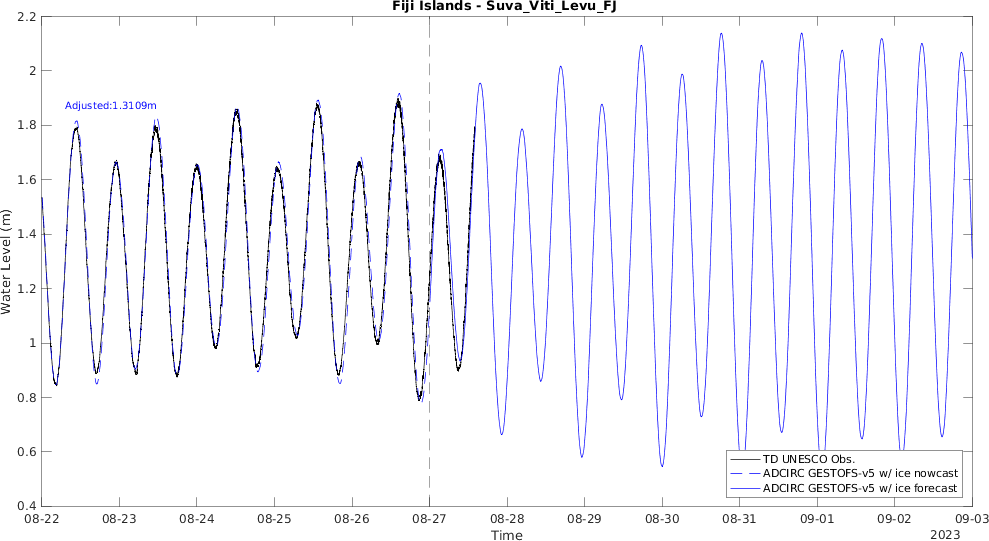 Fiji Islands - Suva_Viti_Levu_FJ
2.2
2
1.8
1.6
1.4
1.2
1
0.8
0.6
0.4
Water Level (m)
Adjusted:1.3109m
TD UNESCO Obs.
ADCIRC GESTOFS-v5 w/ ice nowcast
ADCIRC GESTOFS-v5 w/ ice forecast
08-22 08-23 08-24 08-25 08-26 08-27 08-28 08-29 08-30 08-31 09-01 09-02 09-03
Time
2023